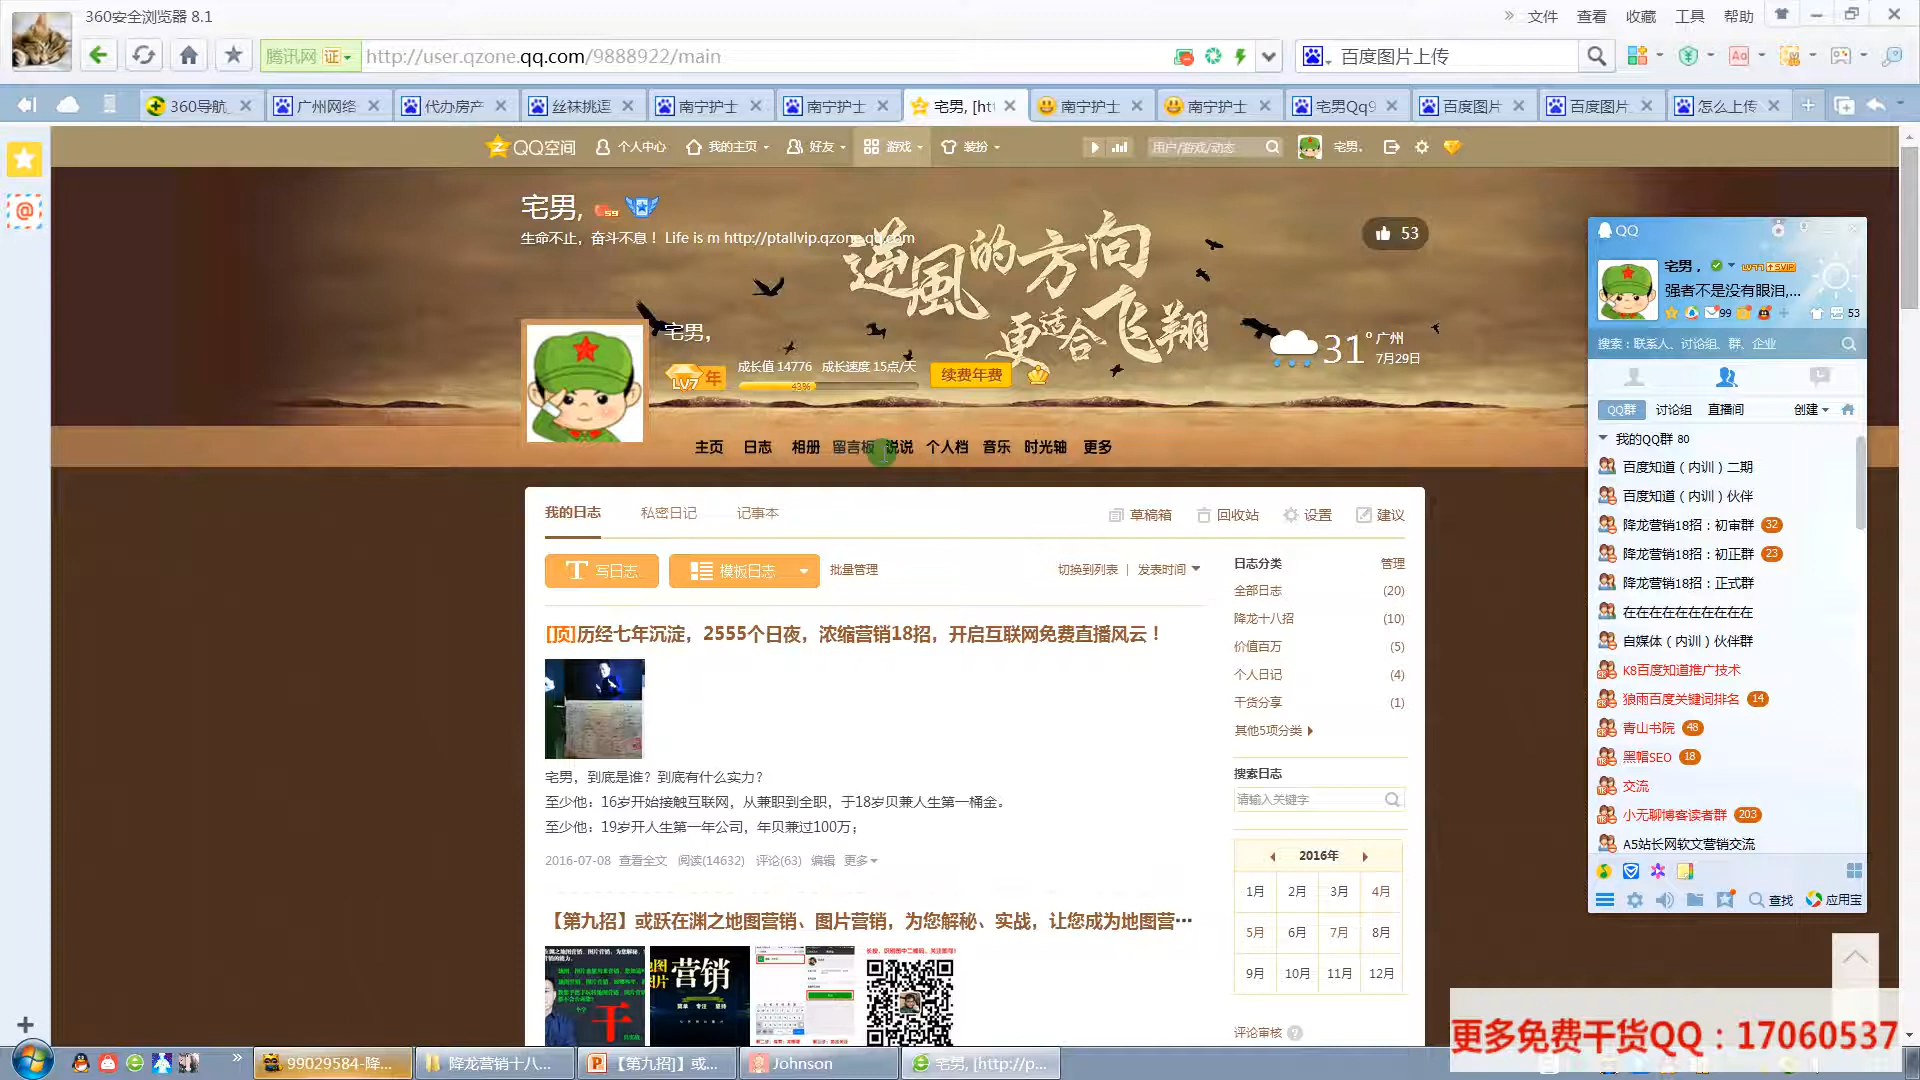 360安全浏览器 8.1
» 文件 查看 收藏 工具 帮助
腾讯网 证 http://user.qzone.qq.com/9888922/main
百度图片上传
360导航
广州网络
代办房产
丝袜挑逗
南宁护士
南宁护士
宅男, [htt
南宁护士
南宁护士
宅男Qq9
百度图片
百度图片
怎么上传
QQ空间 个人中心 我的主页 好友 游戏 装扮
用户/游戏/动态
宅男,
宅男, 59
生命不止，奋斗不息！ Life is m http://ptallvip.qzone.qq.com
逆風的方向
更适合飞翔
53
宅男,
LV7 年
成长值 14776 成长速度 15点/天
43%
续费年费
31° 广州
7月29日
主页 日志 相册 留言板 说说 个人档 音乐 时光轴 更多
我的日志 私密日记 记事本
草稿箱 回收站 设置 建议
写日志 模板日志 批量管理
切换到列表 | 发表时间
[顶]历经七年沉淀，2555个日夜，浓缩营销18招，开启互联网免费直播风云！
宅男，到底是谁？到底有什么实力？
至少他：16岁开始接触互联网，从兼职到全职，于18岁贝兼人生第一桶金。
至少他：19岁开人生第一年公司，年贝兼过100万；
2016-07-08 查看全文 阅读(14632) 评论(63) 编辑 更多
【第九招】或跃在渊之地图营销、图片营销，为您解秘、实战，让您成为地图营…
营销
干
日志分类 管理
全部日志 (20)
降龙十八招 (10)
价值百万 (5)
个人日记 (4)
干货分享 (1)
其他5项分类
搜索日志
请输入关键字
2016年
1月 2月 3月 4月
5月 6月 7月 8月
9月 10月 11月 12月
评论审核 ?
QQ
宅男，
LV71 SVIP
强者不是没有眼泪,...
99
53
搜索：联系人、讨论组、群、企业
QQ群 讨论组 直播间 创建
我的QQ群 80
百度知道（内训）二期
百度知道（内训）伙伴
降龙营销18招：初审群 32
降龙营销18招：初正群 23
降龙营销18招：正式群
在在在在在在在在在在
自媒体（内训）伙伴群
K8百度知道推广技术
狼雨百度关键词排名 14
青山书院 48
黑帽SEO 18
交流
小无聊博客读者群 203
A5站长网软文营销交流
查找 应用宝
更多免费干货QQ：17060537
» 99029584-降...
降龙营销十八...
【第九招】或...
Johnson
宅男, [http://p...